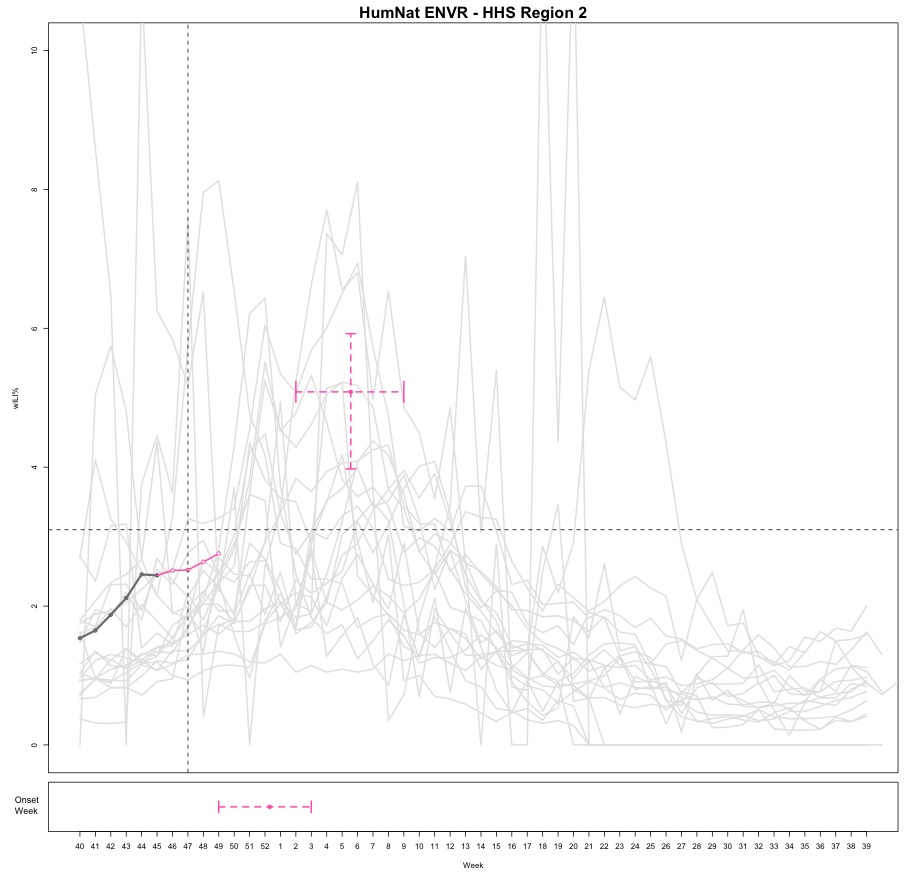 HumNat ENVR - HHS Region 2
10
8
6
4
2
0
wILI%
Onset
Week
40 41 42 43 44 45 46 47 48 49 50 51 52 1 2 3 4 5 6 7 8 9 10 11 12 13 14 15 16 17 18 19 20 21 22 23 24 25 26 27 28 29 30 31 32 33 34 35 36 37 38 39
Week